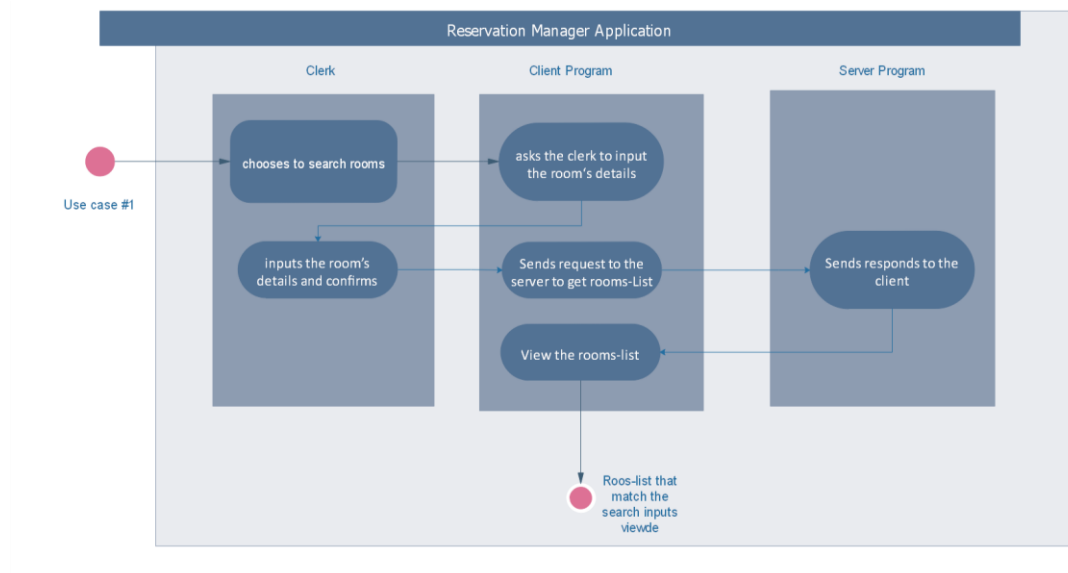 Reservation Manager Application
Clerk
Client Program
Server Program
chooses to search rooms
asks the clerk to input
the room's details
Use case #1
inputs the room's
details and confirms
Sends request to the
server to get rooms-List
Sends responds to the
client
View the rooms-list
Roos-list that
match the
search inputs
viewde